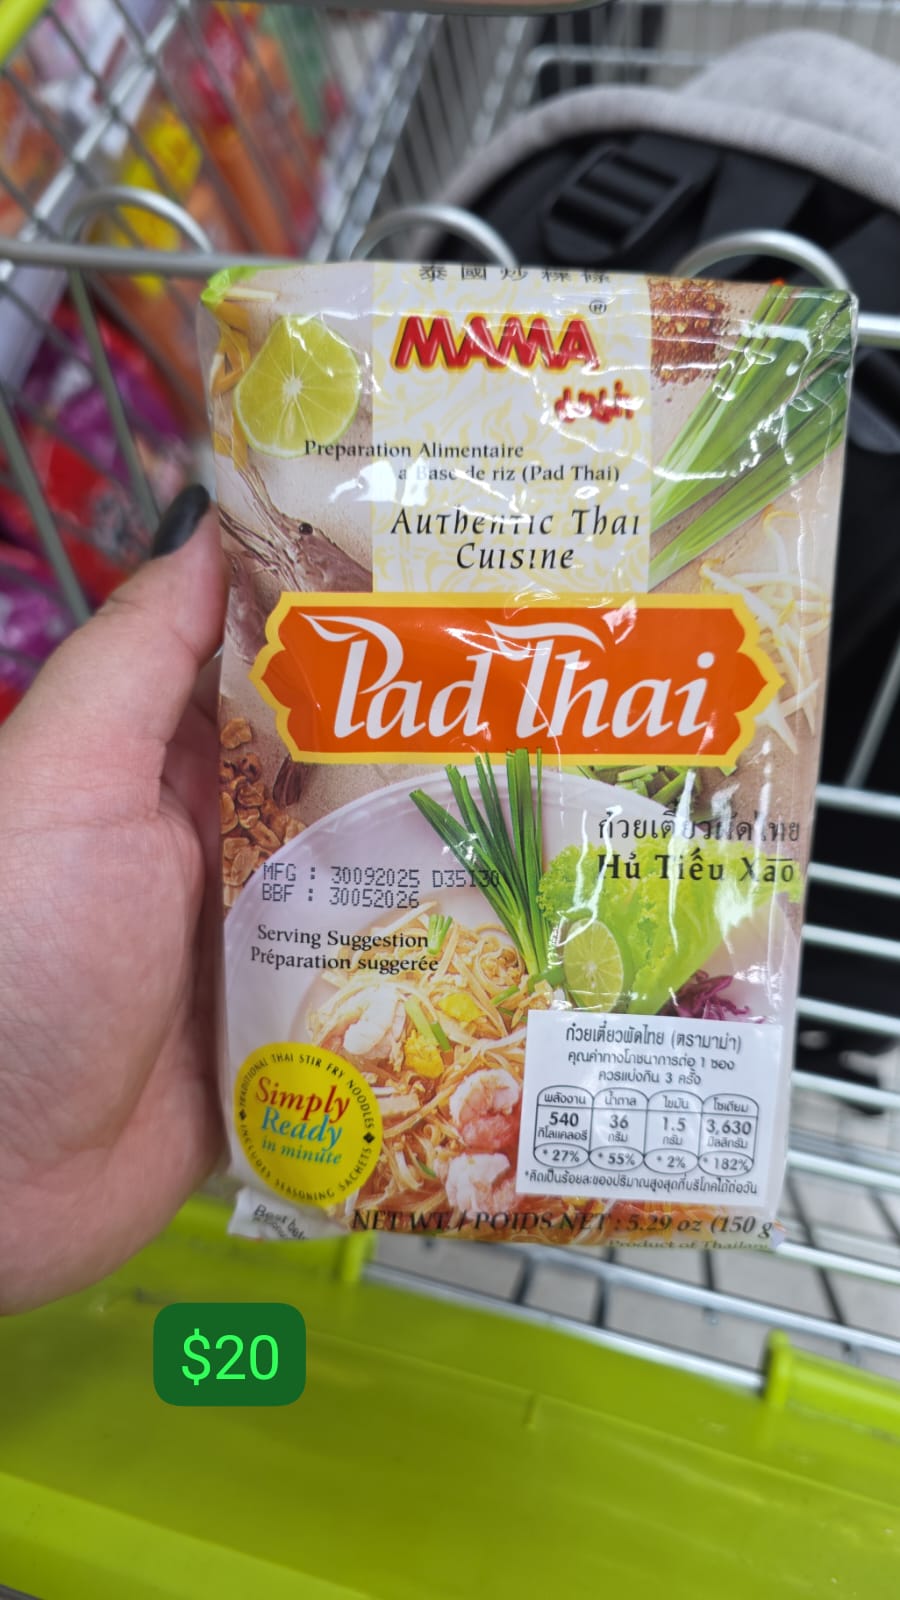 泰國炒粿條
MAMA®
มาม่า
Preparation Alimentaire
a Base de riz (Pad Thai)
Authentic Thai
Cuisine
Pad Thai
ก๋วยเตี๋ยวผัดไทย
Hủ Tiếu Xào
MFG : 30092025 D35130
BBF : 30052026
Serving Suggestion
Préparation suggerée
TRADITIONAL THAI STIR FRY NOODLES
Simply
Ready
in minute
INCLUDES SEASONING SACHETS
ก๋วยเตี๋ยวผัดไทย (ตรามาม่า)
คุณค่าทางโภชนาการต่อ 1 ซอง
ควรแบ่งกิน 3 ครั้ง
พลังงาน น้ำตาล ไขมัน โซเดียม
540 36 1.5 3,630
กิโลแคลอรี กรัม กรัม มิลลิกรัม
*27% *55% *2% *182%
*คิดเป็นร้อยละของปริมาณสูงสุดที่บริโภคได้ต่อวัน
NET WT. / POIDS NET : 5.29 oz (150 g
Product of Thailand
$20